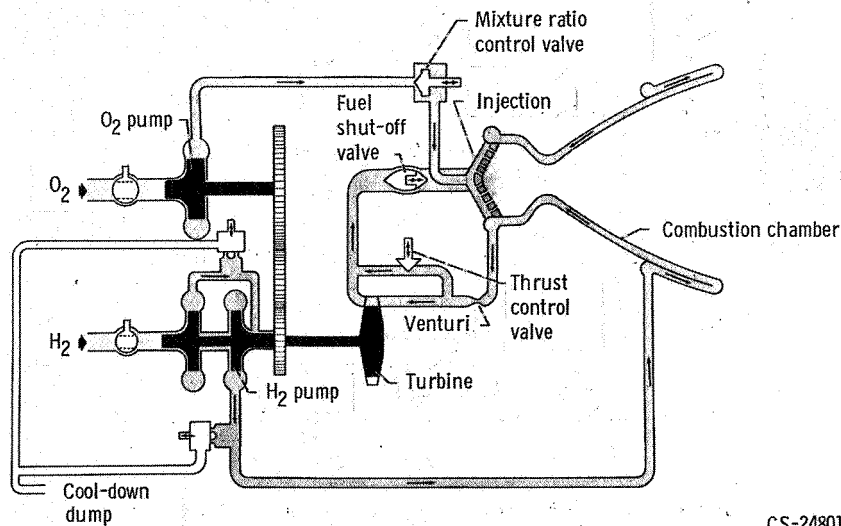 Mixture ratio
control valve
Fuel
shut-off
valve
Injection
O₂ pump
O₂
Combustion chamber
Thrust
control
valve
Venturi
H₂
Turbine
H₂ pump
Cool-down
dump
CS-24801